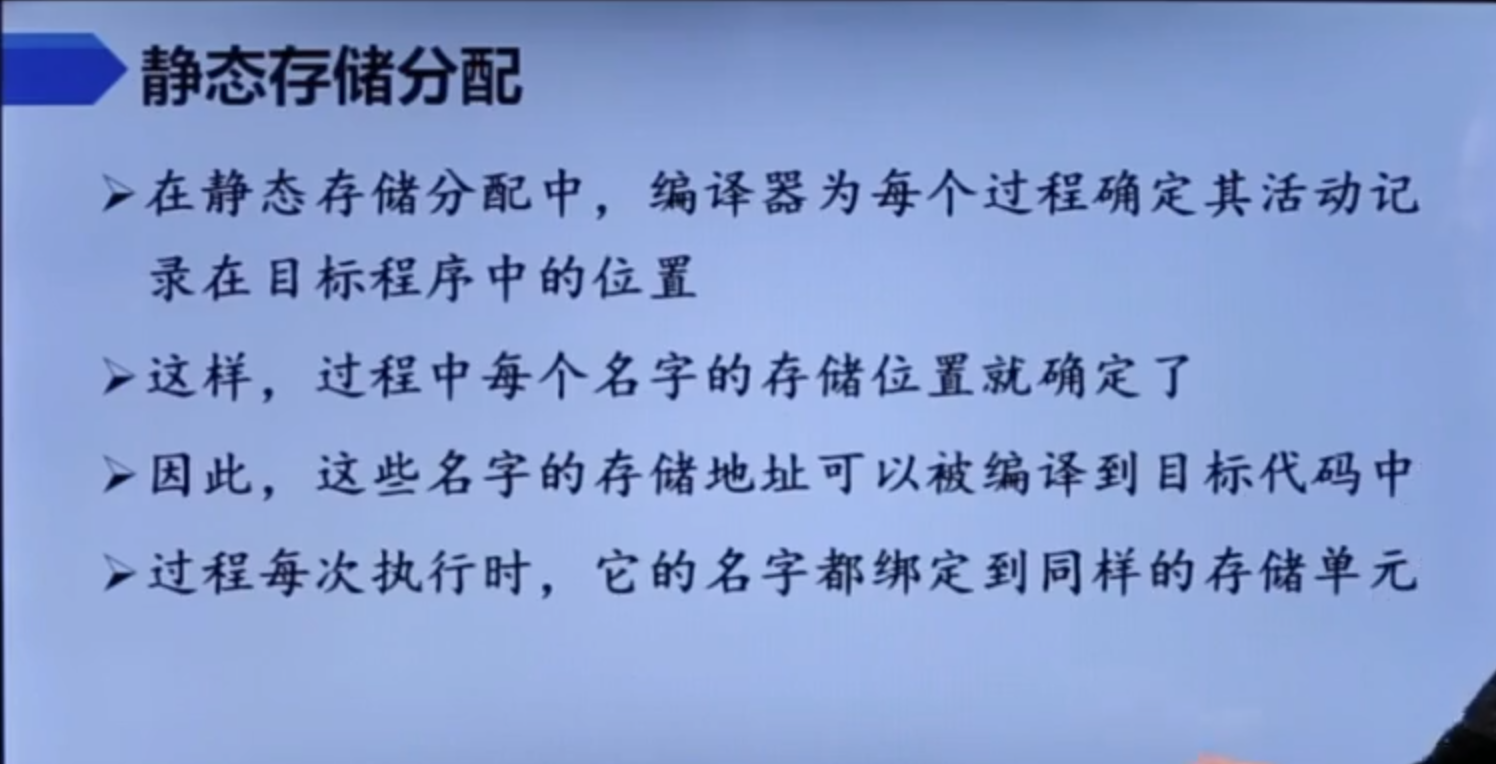 静态存储分配
➢在静态存储分配中，编译器为每个过程确定其活动记
录在目标程序中的位置
➢这样，过程中每个名字的存储位置就确定了
➢因此，这些名字的存储地址可以被编译到目标代码中
➢过程每次执行时，它的名字都绑定到同样的存储单元